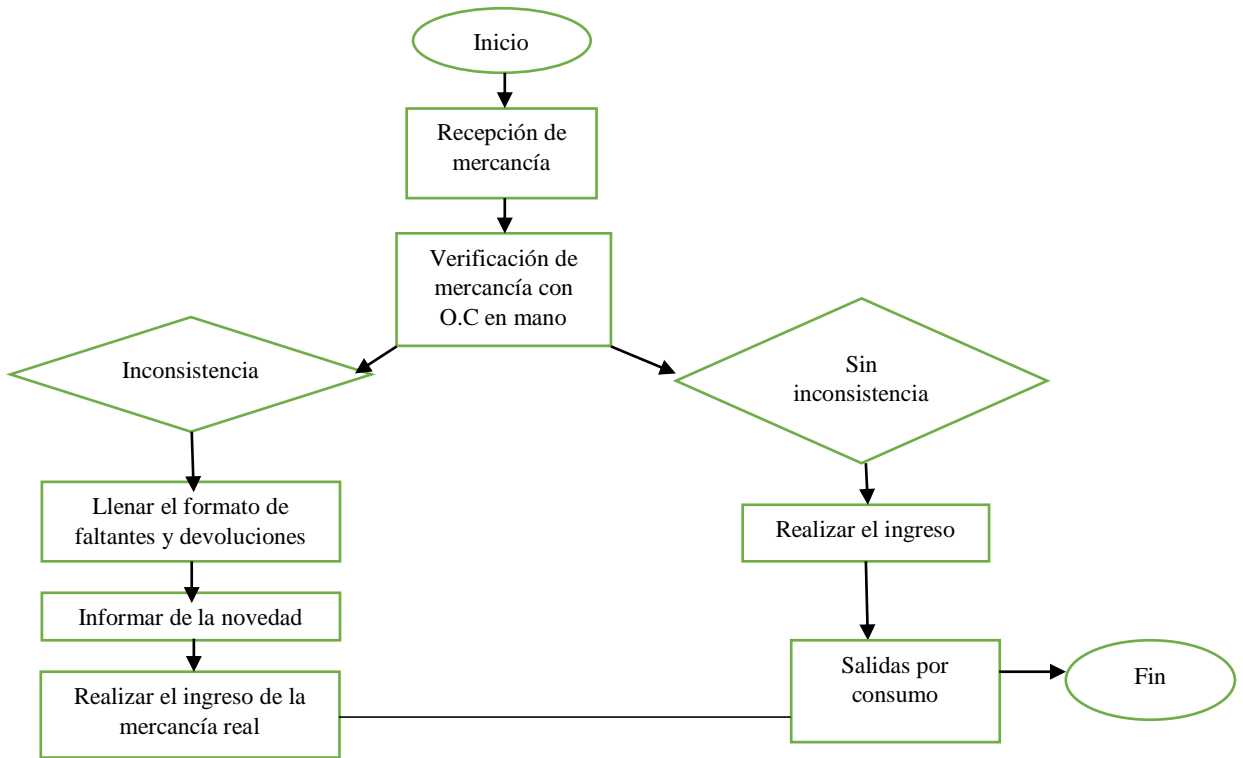 Inicio
Recepción de
mercancía
Verificación de
mercancía con
O.C en mano
Inconsistencia
Sin
inconsistencia
Llenar el formato de
faltantes y devoluciones
Realizar el ingreso
Informar de la novedad
Realizar el ingreso de la
mercancía real
Salidas por
consumo
Fin